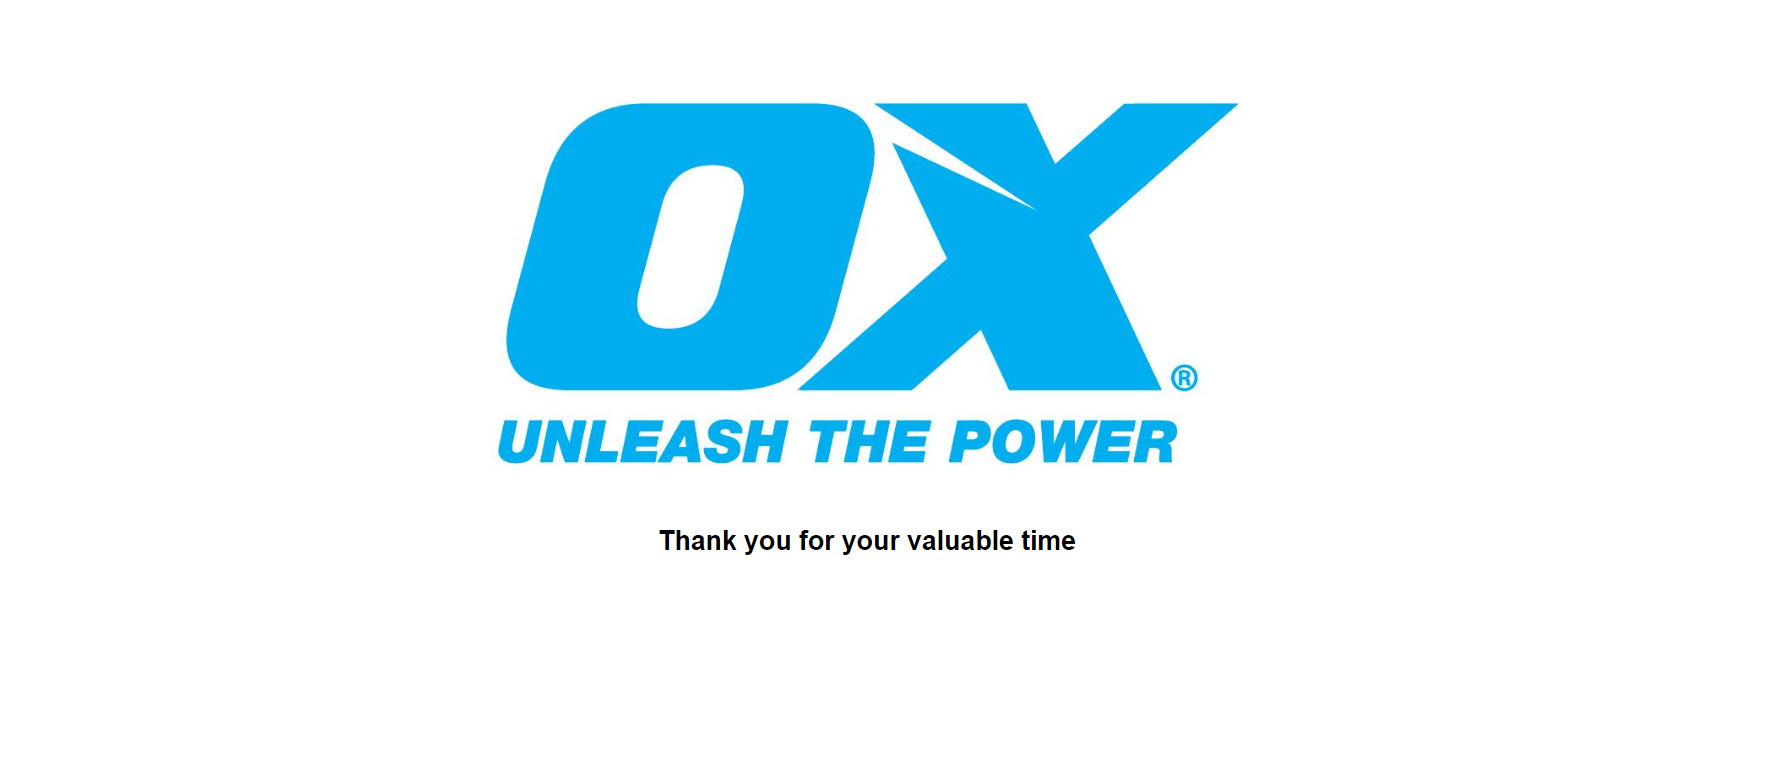 OX®
UNLEASH THE POWER
Thank you for your valuable time